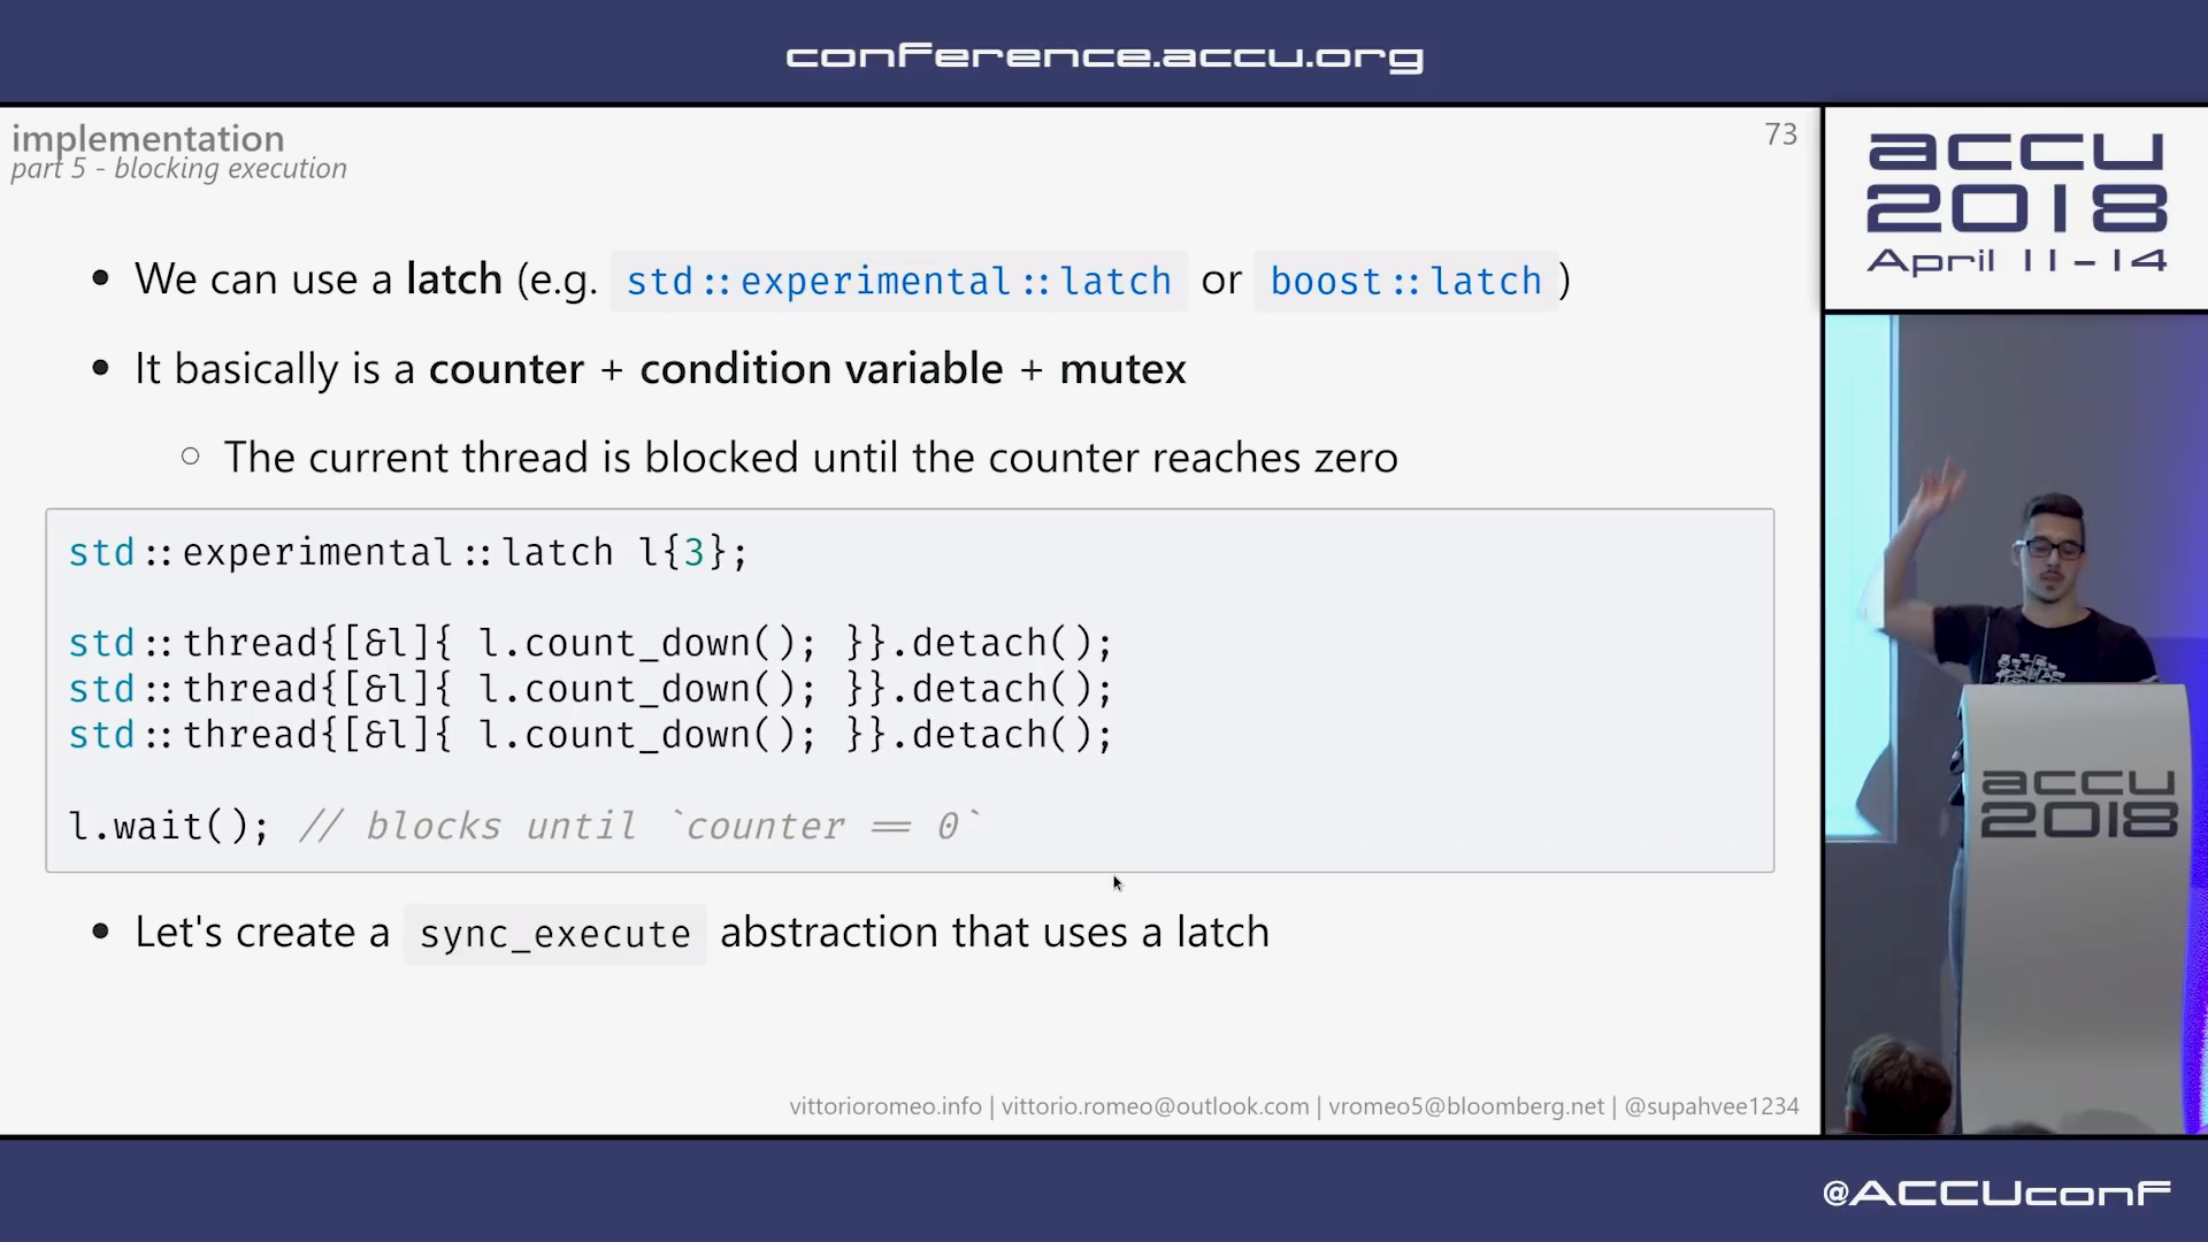 conference.accu.org
implementation
part 5 - blocking execution
73
• We can use a latch (e.g. std::experimental::latch or boost::latch )
• It basically is a counter + condition variable + mutex
○ The current thread is blocked until the counter reaches zero
std::experimental::latch l{3};
std::thread{[&l]{ l.count_down(); }}.detach();
std::thread{[&l]{ l.count_down(); }}.detach();
std::thread{[&l]{ l.count_down(); }}.detach();
l.wait(); // blocks until `counter == 0`
• Let's create a sync_execute abstraction that uses a latch
vittorioromeo.info | vittorio.romeo@outlook.com | vromeo5@bloomberg.net | @supahvee1234
accu
2018
April 11-14
accu
2018
@ACCUconf